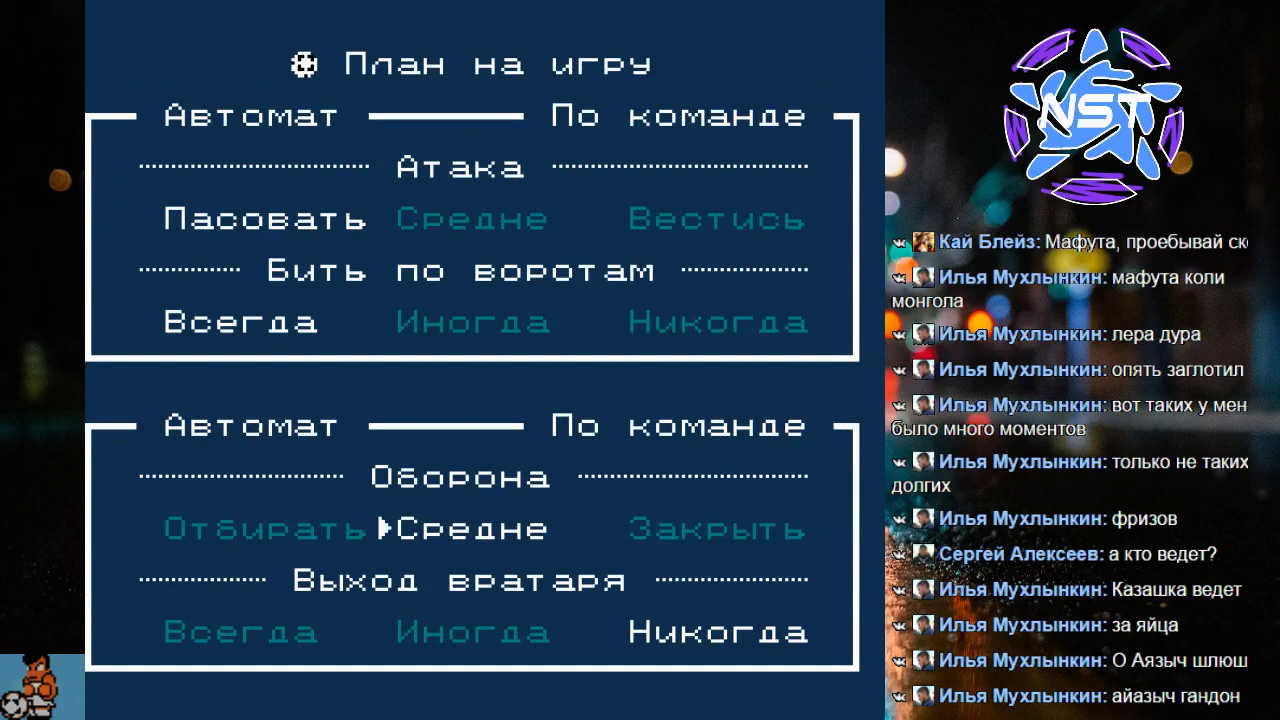 План на игру
Автомат По команде
Атака
Пасовать Средне Вестись
Бить по воротам
Всегда Иногда Никогда
Автомат По команде
Оборона
Отбирать Средне Закрыть
Выход вратаря
Всегда Иногда Никогда
NST
Кай Блейз: Мафута, проебывай ск
Илья Мухлынкин: мафута коли
монгола
Илья Мухлынкин: лера дура
Илья Мухлынкин: опять заглотил
Илья Мухлынкин: вот таких у мен
было много моментов
Илья Мухлынкин: только не таких
долгих
Илья Мухлынкин: фризов
Сергей Алексеев: а кто ведет?
Илья Мухлынкин: Казашка ведет
Илья Мухлынкин: за яйца
Илья Мухлынкин: О Аязыч шлюш
Илья Мухлынкин: айазыч гандон